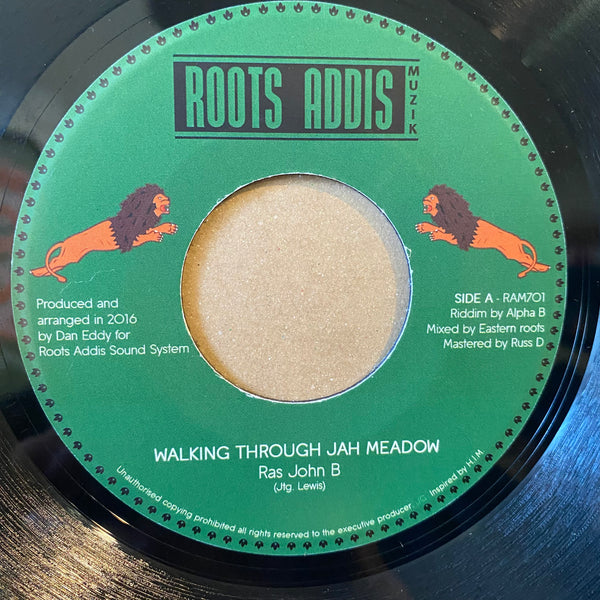 ROOTS ADDIS
MUZIK
Produced and
arranged in 2016
by Dan Eddy for
Roots Addis Sound System
SIDE A - RAM701
Riddim by Alpha B
Mixed by Eastern roots
Mastered by Russ D
WALKING THROUGH JAH MEADOW
Ras John B
(Jtg. Lewis)
Unauthorised copying prohibited all rights reserved to the executive producer
Inspired by H.I.M